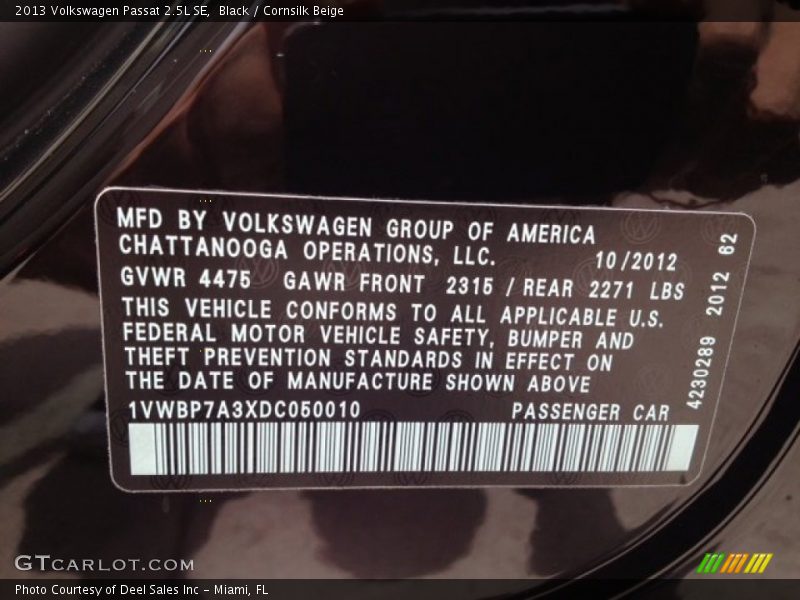 2013 Volkswagen Passat 2.5L SE, Black / Cornsilk Beige
MFD BY VOLKSWAGEN GROUP OF AMERICA
CHATTANOOGA OPERATIONS, LLC. 10/2012
GVWR 4475 GAWR FRONT 2315 / REAR 2271 LBS
THIS VEHICLE CONFORMS TO ALL APPLICABLE U.S.
FEDERAL MOTOR VEHICLE SAFETY, BUMPER AND
THEFT PREVENTION STANDARDS IN EFFECT ON
THE DATE OF MANUFACTURE SHOWN ABOVE
1VWBP7A3XDC050010 PASSENGER CAR
4230289 2012 62
GTCARLOT.COM
Photo Courtesy of Deel Sales Inc – Miami, FL